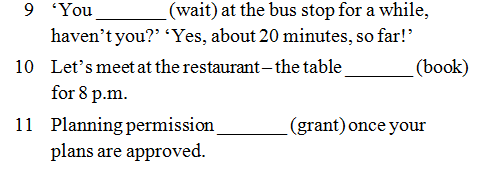 9 ‘You ________ (wait) at the bus stop for a while,
haven’t you?’ ‘Yes, about 20 minutes, so far!’
10 Let’s meet at the restaurant – the table ________ (book)
for 8 p.m.
11 Planning permission ________ (grant) once your
plans are approved.